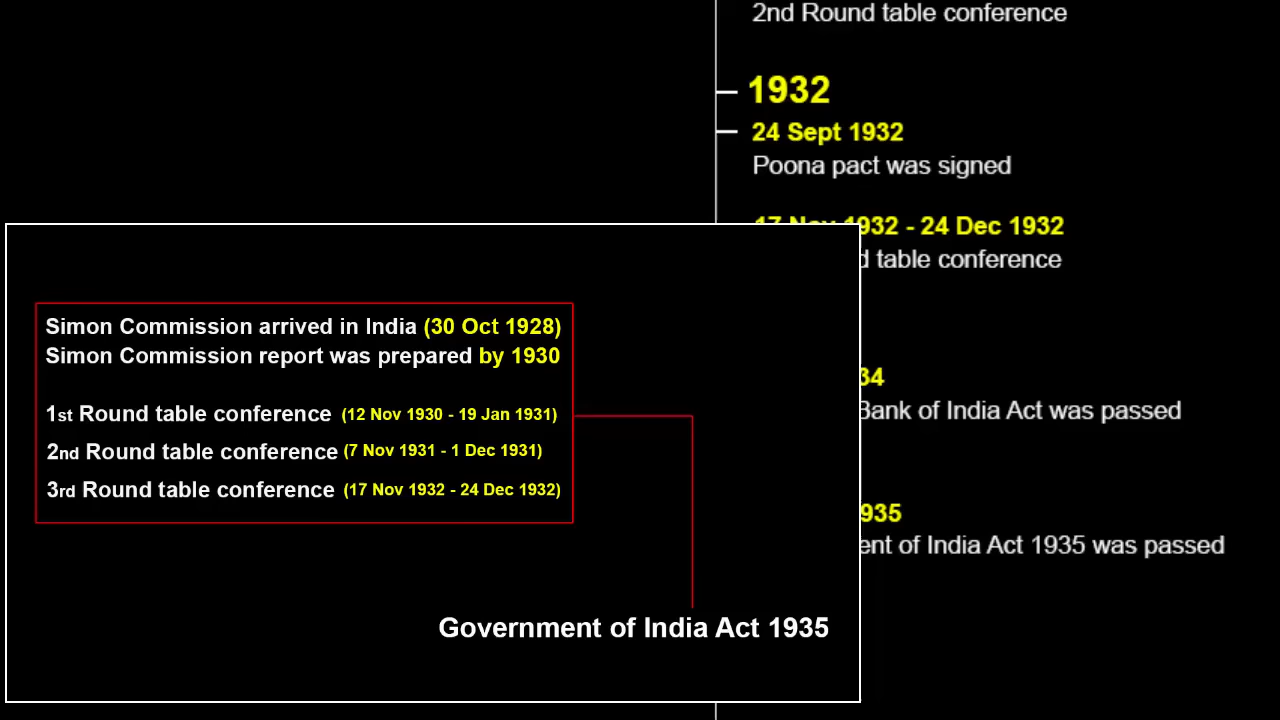 2nd Round table conference
1932
24 Sept 1932
Poona pact was signed
17 Nov 1932 - 24 Dec 1932
table conference
Bank of India Act was passed
India Act 1935 was passed
Simon Commission arrived in India (30 Oct 1928)
Simon Commission report was prepared by 1930
1st Round table conference (12 Nov 1930 - 19 Jan 1931)
2nd Round table conference (7 Nov 1931 - 1 Dec 1931)
3rd Round table conference (17 Nov 1932 - 24 Dec 1932)
Government of India Act 1935